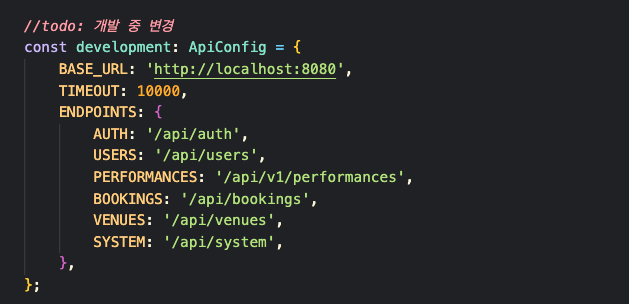 //todo: 개발 중 변경
const development: ApiConfig = {
    BASE_URL: 'http://localhost:8080',
    TIMEOUT: 10000,
    ENDPOINTS: {
        AUTH: '/api/auth',
        USERS: '/api/users',
        PERFORMANCES: '/api/v1/performances',
        BOOKINGS: '/api/bookings',
        VENUES: '/api/venues',
        SYSTEM: '/api/system',
    },
};